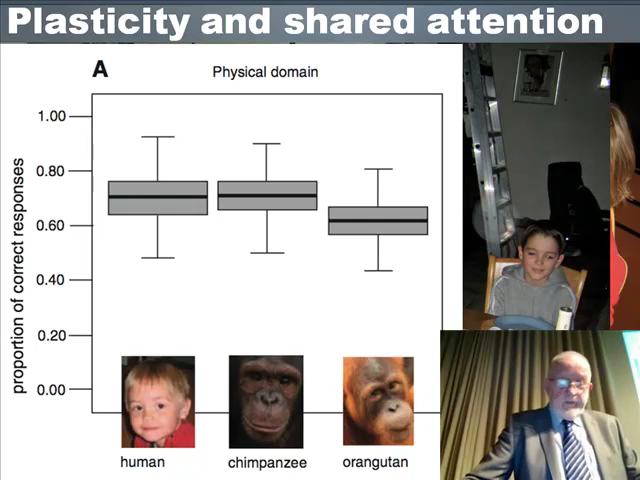 Plasticity and shared attention
A
Physical domain
proportion of correct responses
1.00
0.80
0.60
0.40
0.20
0.00
human
chimpanzee
orangutan